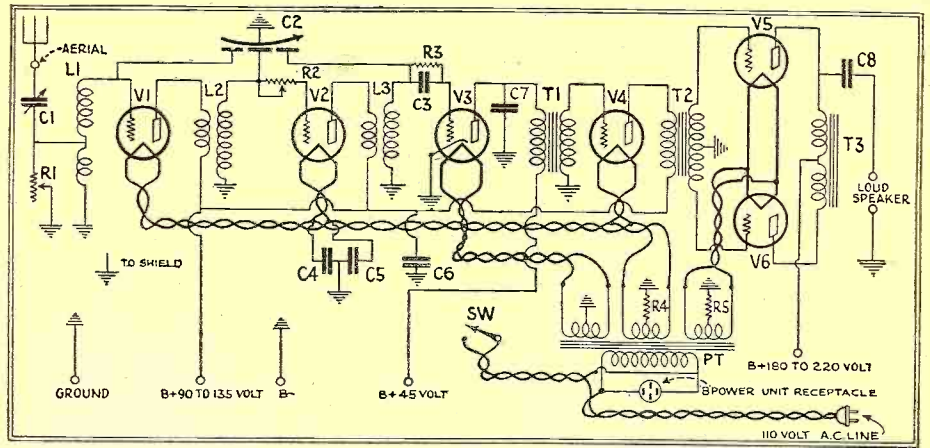 AERIAL
C1
L1
R1
V1
L2
C2
R2
V2
L3
R3
C3
V3
C7
T1
V4
T2
V5
V6
T3
C8
LOUD
SPEAKER
TO SHIELD
C4
C5
C6
R4
R5
SW
PT
GROUND
B+90 TO 135 VOLT
B-
B+45 VOLT
B+180 TO 220 VOLT
B POWER UNIT RECEPTACLE
110 VOLT A.C. LINE